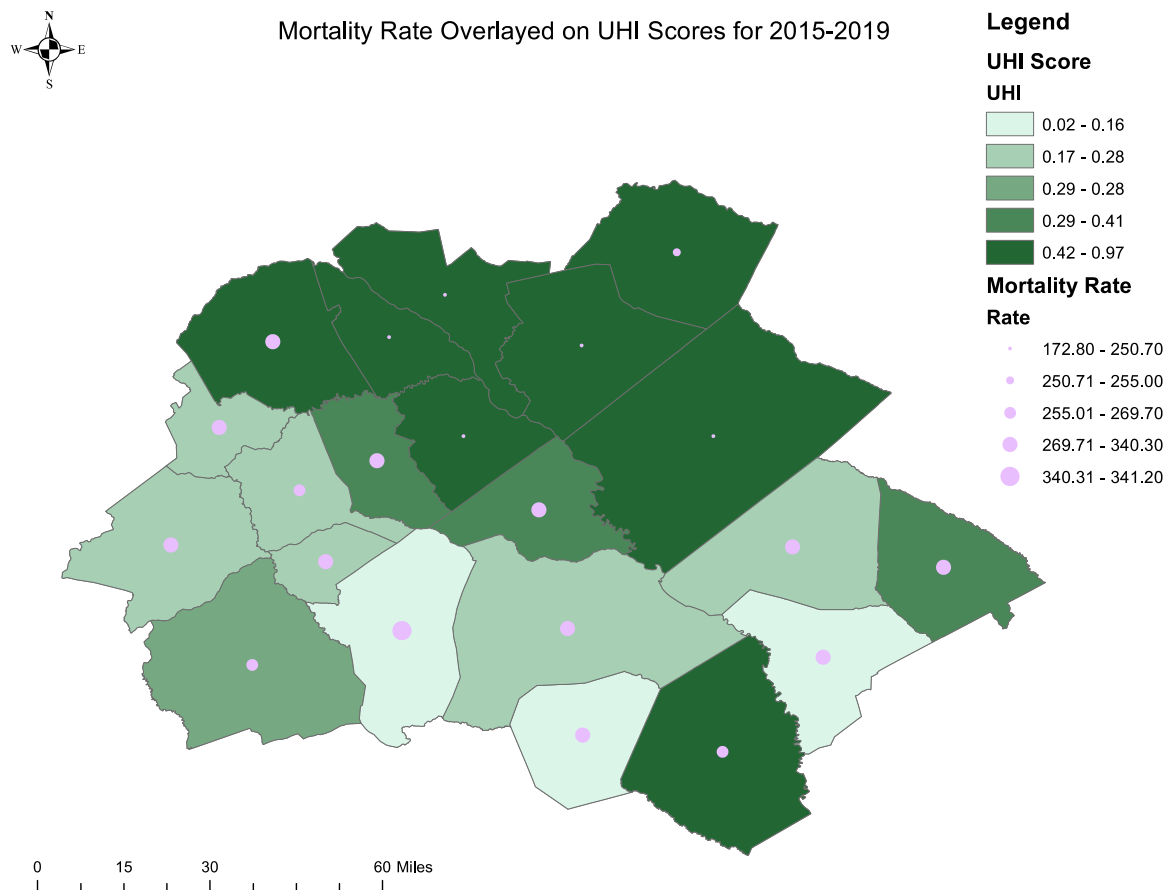 Mortality Rate Overlayed on UHI Scores for 2015-2019
N
W E
S
Legend
UHI Score
UHI
0.02 - 0.16
0.17 - 0.28
0.29 - 0.28
0.29 - 0.41
0.42 - 0.97
Mortality Rate
Rate
172.80 - 250.70
250.71 - 255.00
255.01 - 269.70
269.71 - 340.30
340.31 - 341.20
0 15 30 60 Miles